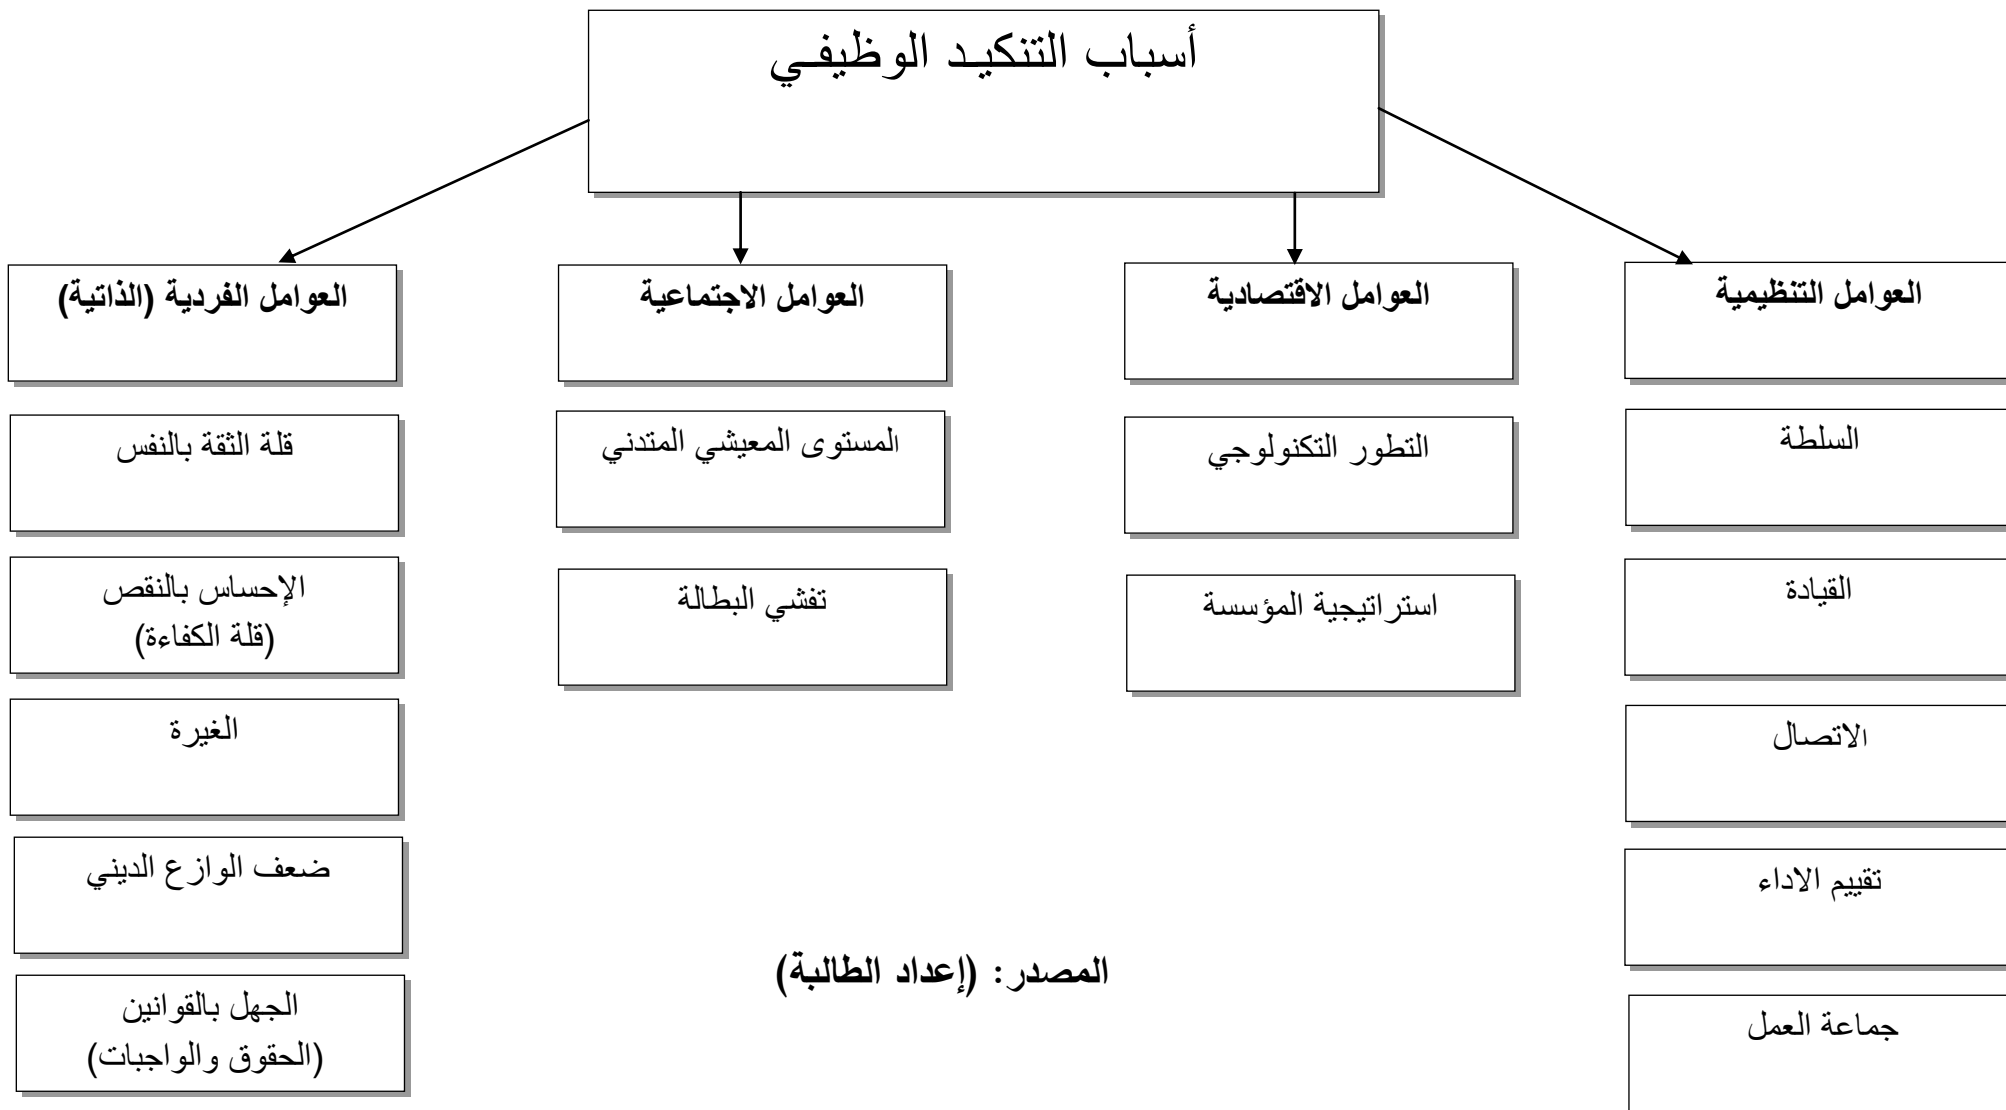 أسباب التنكيـد الوظيفـي
العوامل التنظيمية
العوامل الاقتصادية
العوامل الاجتماعية
العوامل الفردية (الذاتية)
السلطة
التطور التكنولوجي
المستوى المعيشي المتدني
قلة الثقة بالنفس
القيادة
استراتيجية المؤسسة
تفشي البطالة
الإحساس بالنقص
(قلة الكفاءة)
الاتصال
الغيرة
تقييم الاداء
ضعف الوازع الديني
المصدر: (إعداد الطالبة)
جماعة العمل
الجهل بالقوانين
(الحقوق والواجبات)